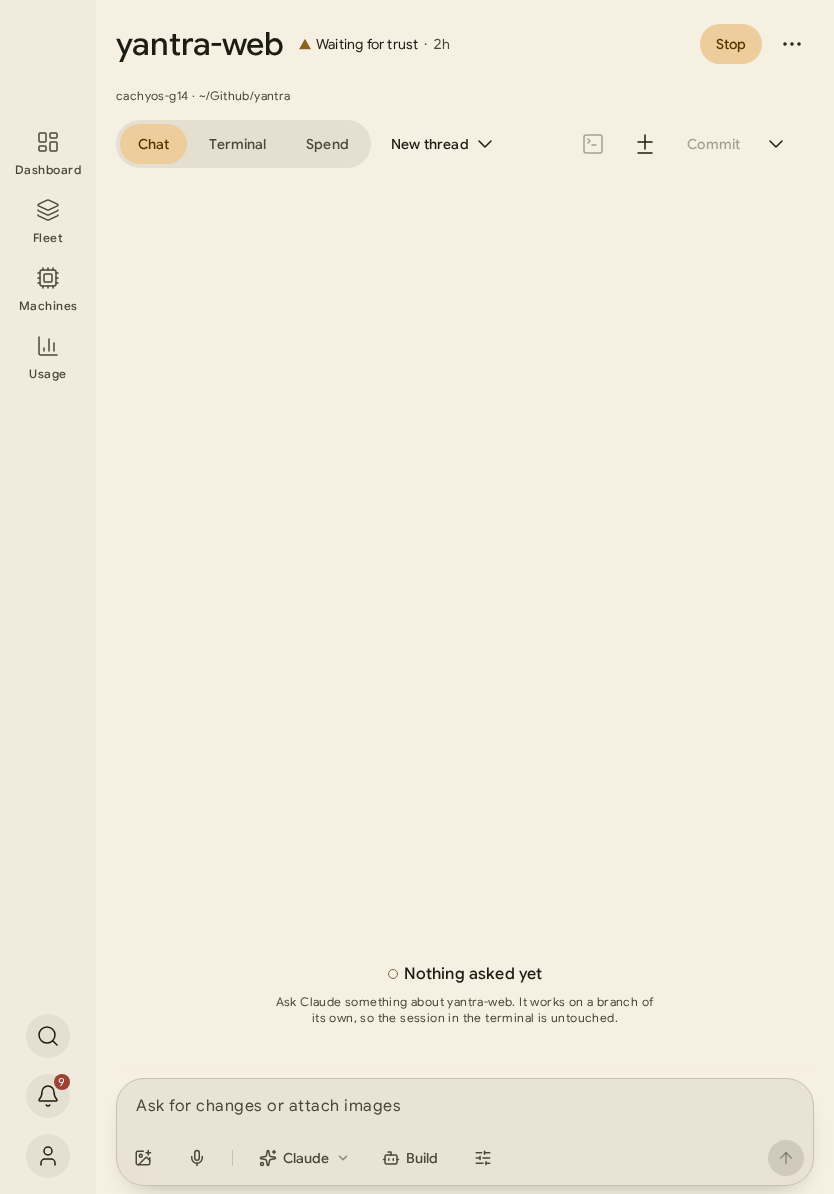 yantra-web
Waiting for trust · 2h
Stop
cachyos-g14 · ~/Github/yantra
Chat
Terminal
Spend
New thread
Commit
Dashboard
Fleet
Machines
Usage
Nothing asked yet
Ask Claude something about yantra-web. It works on a branch of
its own, so the session in the terminal is untouched.
9
Ask for changes or attach images
Claude
Build